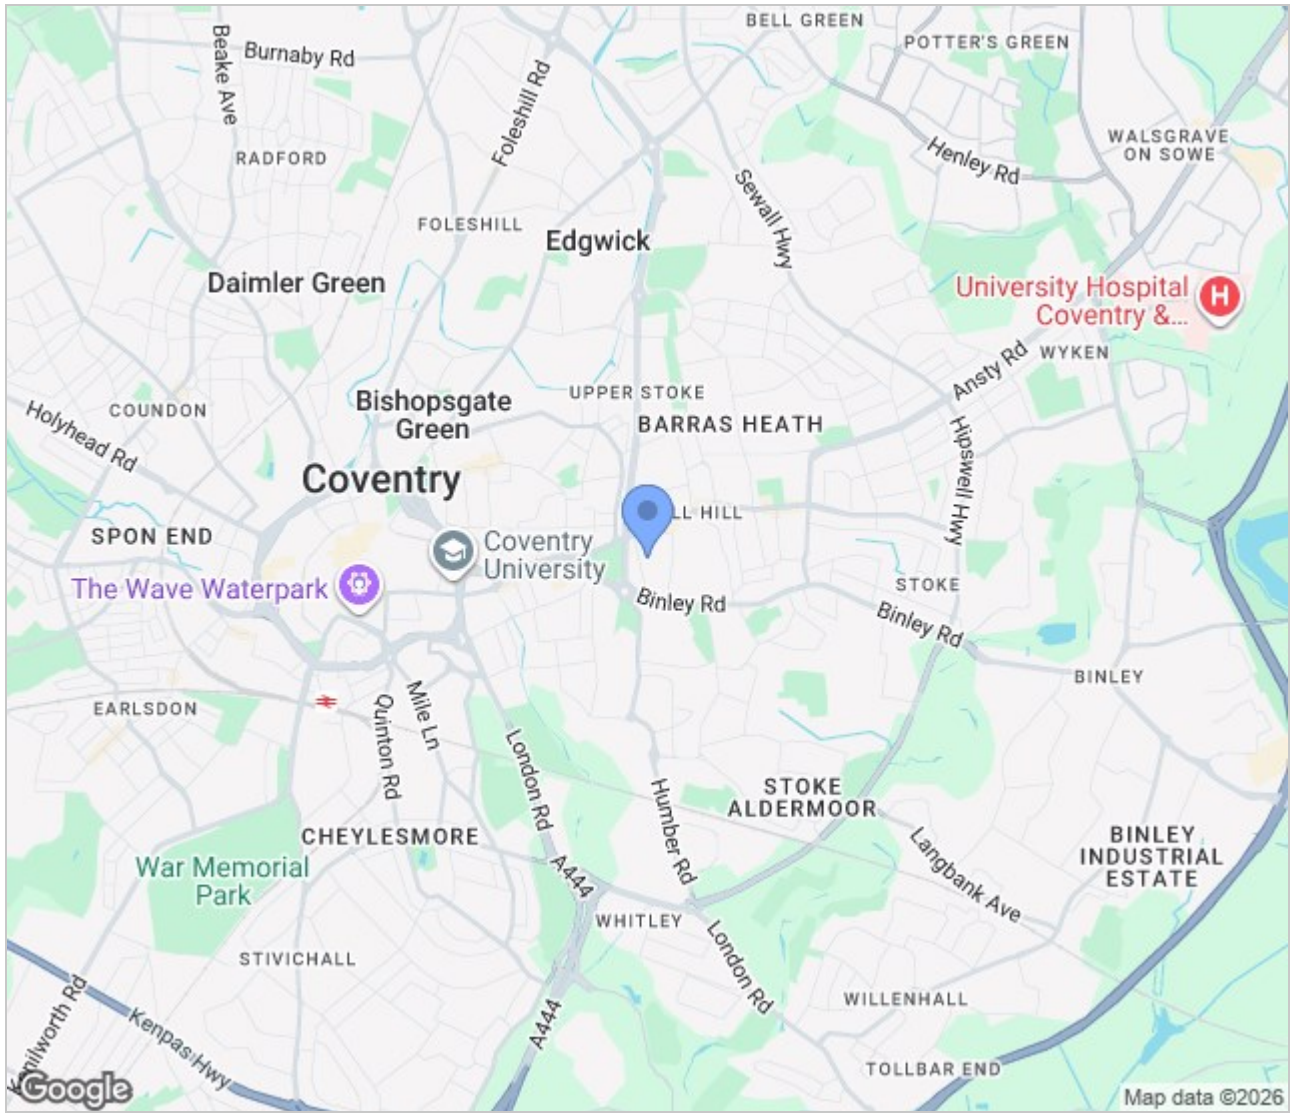 BELL GREEN
POTTER'S GREEN
Burnaby Rd
Beake Ave
Foleshill Rd
WALSGRAVE
ON SOWE
Henley Rd
RADFORD
Sewall Hwy
FOLESHILL
Edgwick
Daimler Green
University Hospital
Coventry &...
H
WYKEN
Ansty Rd
UPPER STOKE
Bishopsgate
Green
COUNDON
BARRAS HEATH
Holyhead Rd
Hipswell Hwy
Coventry
LL HILL
SPON END
Coventry
University
The Wave Waterpark
STOKE
Binley Rd
Binley Rd
BINLEY
EARLSDON
Mile Ln
Quinton Rd
London Rd
STOKE
ALDERMOOR
Humber Rd
CHEYLESMORE
BINLEY
INDUSTRIAL
ESTATE
Langbank Ave
War Memorial
Park
A444
WHITLEY
London Rd
STIVICHALL
WILLENHALL
Kenilworth Rd
Kenpas Hwy
A444
TOLLBAR END
Google
Map data ©2026